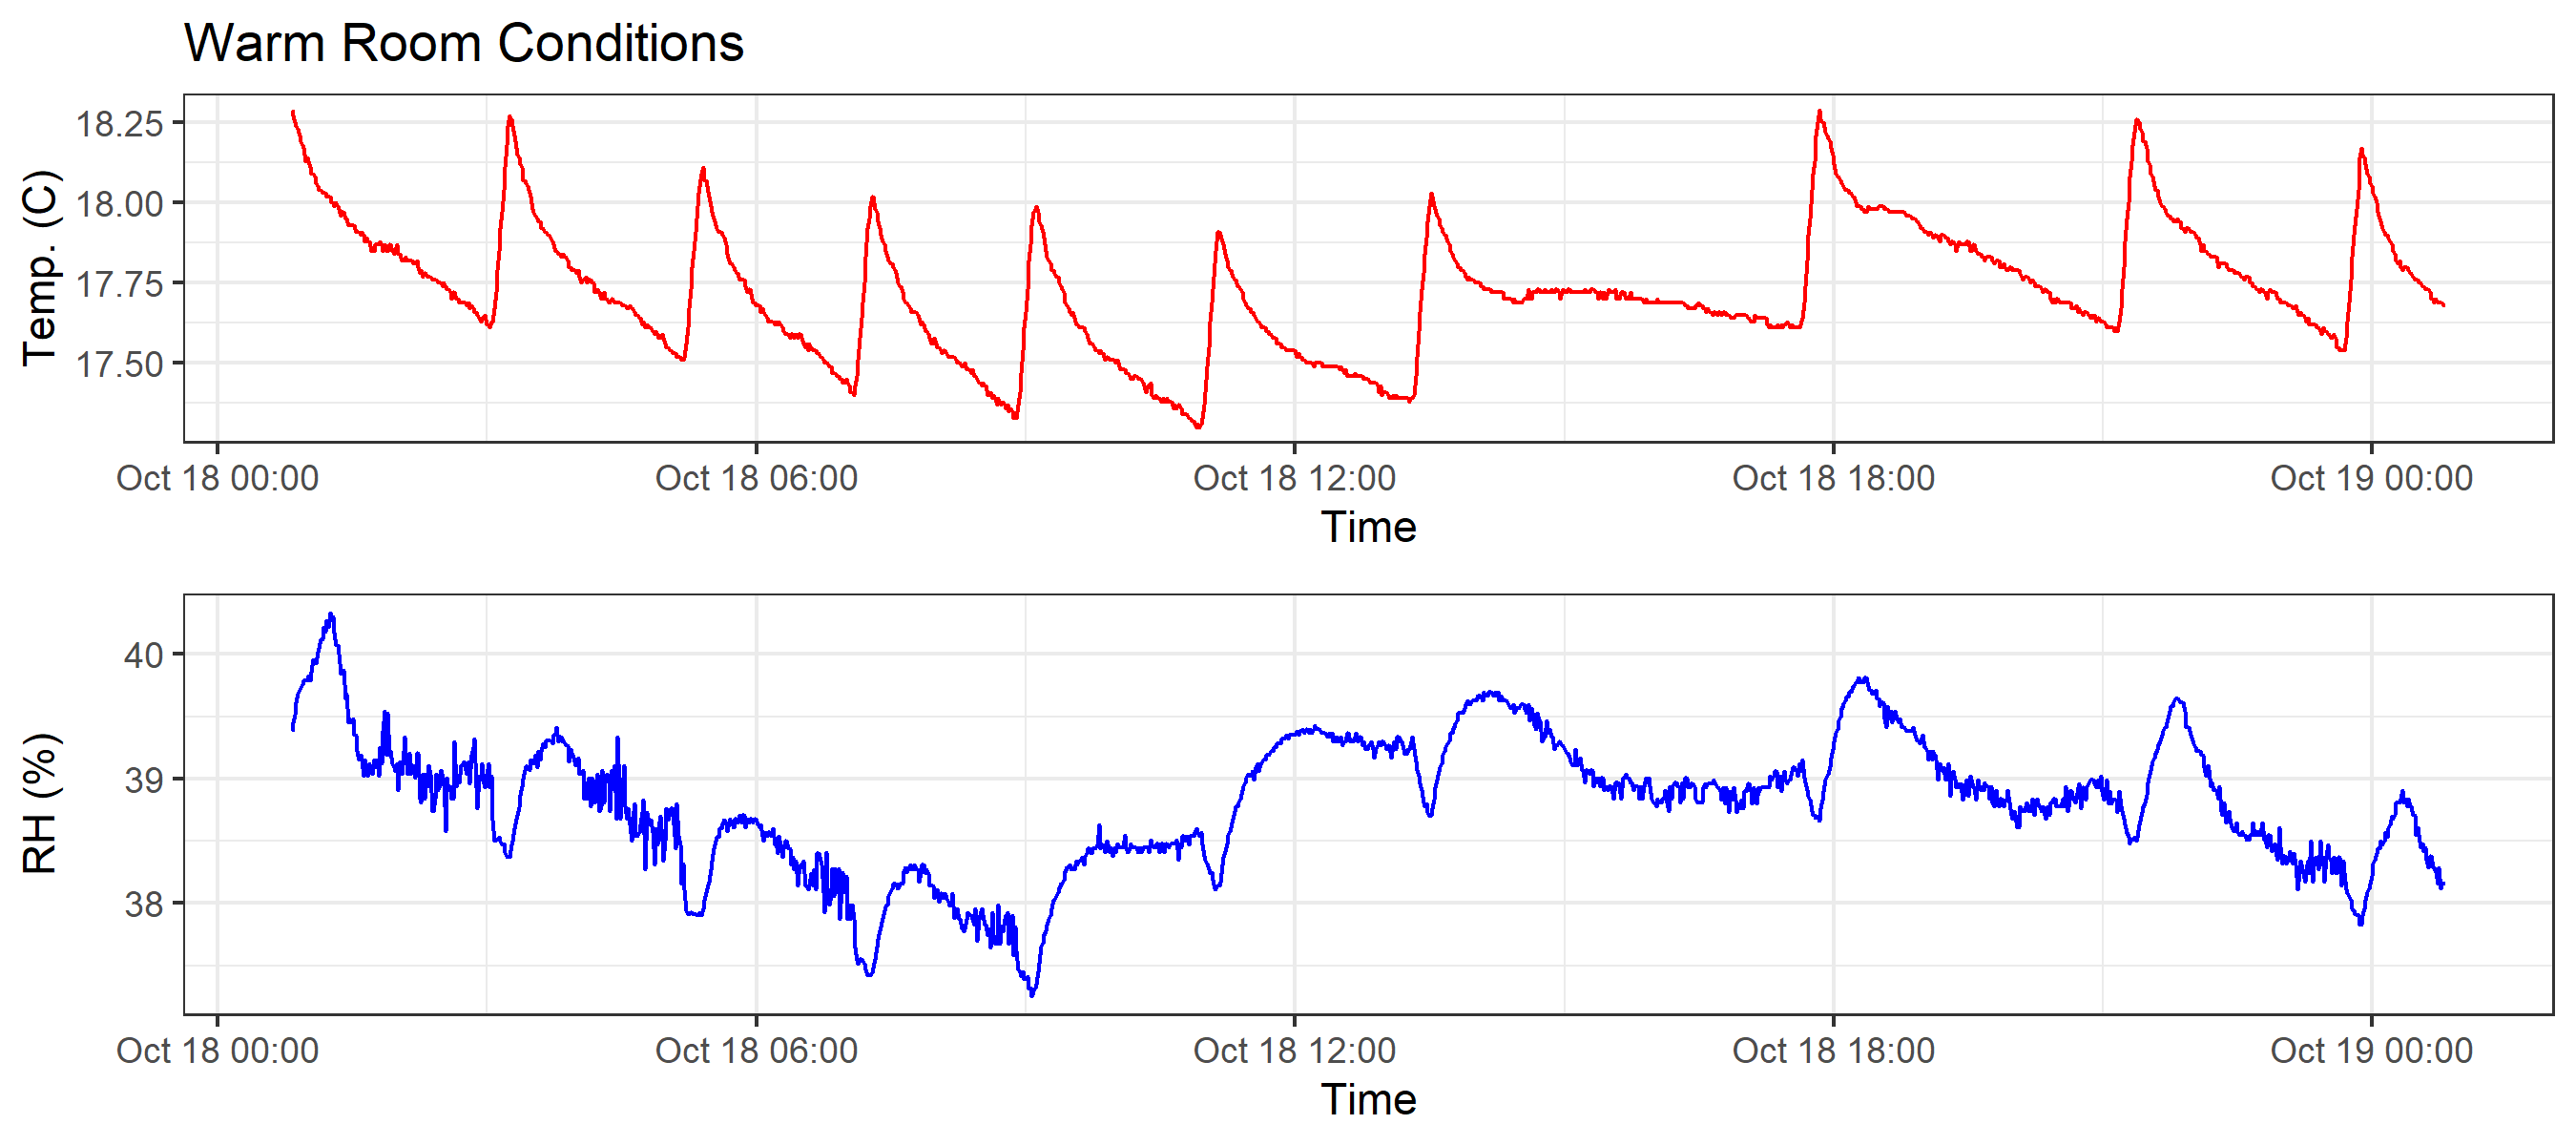 Warm Room Conditions
Temp. (C)
18.25
18.00
17.75
17.50
Oct 18 00:00 Oct 18 06:00 Oct 18 12:00 Oct 18 18:00 Oct 19 00:00
Time
RH (%)
40
39
38
Oct 18 00:00 Oct 18 06:00 Oct 18 12:00 Oct 18 18:00 Oct 19 00:00
Time